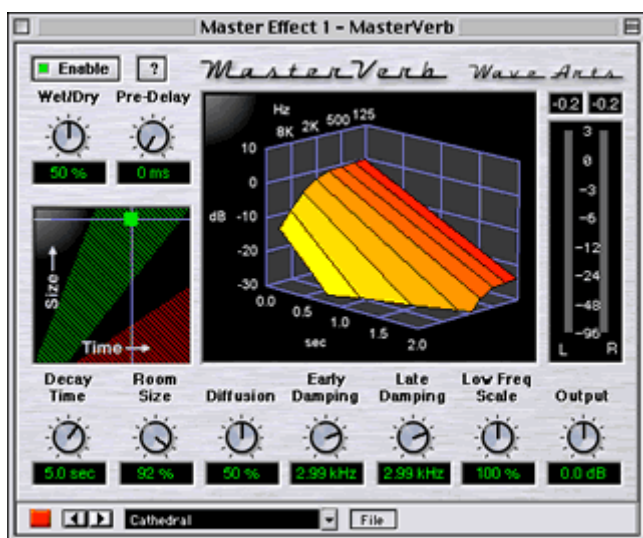 Master Effect 1 - MasterVerb
Enable
?
MasterVerb Wave Arts
Wet/Dry Pre-Delay
50 % 0 ms
Hz
8K 2K 500 125
10
0
dB -10
-20
-30
0.0 0.5 1.0 1.5 2.0
sec
-0.2 -0.2
3
0
-3
-6
-12
-24
-48
-96
L R
Size
Time
Decay Time
Room Size
Diffusion
Early Damping
Late Damping
Low Freq Scale
Output
5.0 sec 92 % 50 % 2.99 kHz 2.99 kHz 100 % 0.0 dB
Cathedral
File